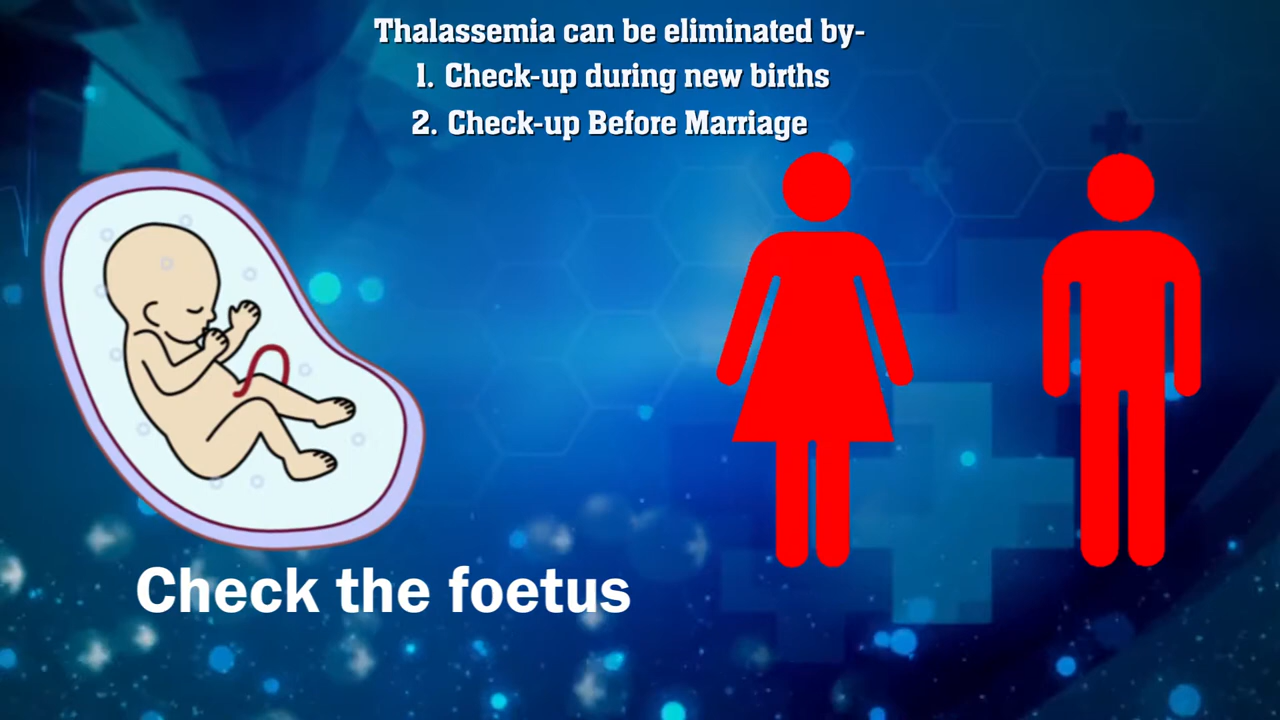 Thalassemia can be eliminated by-
1. Check-up during new births
2. Check-up Before Marriage
Check the foetus